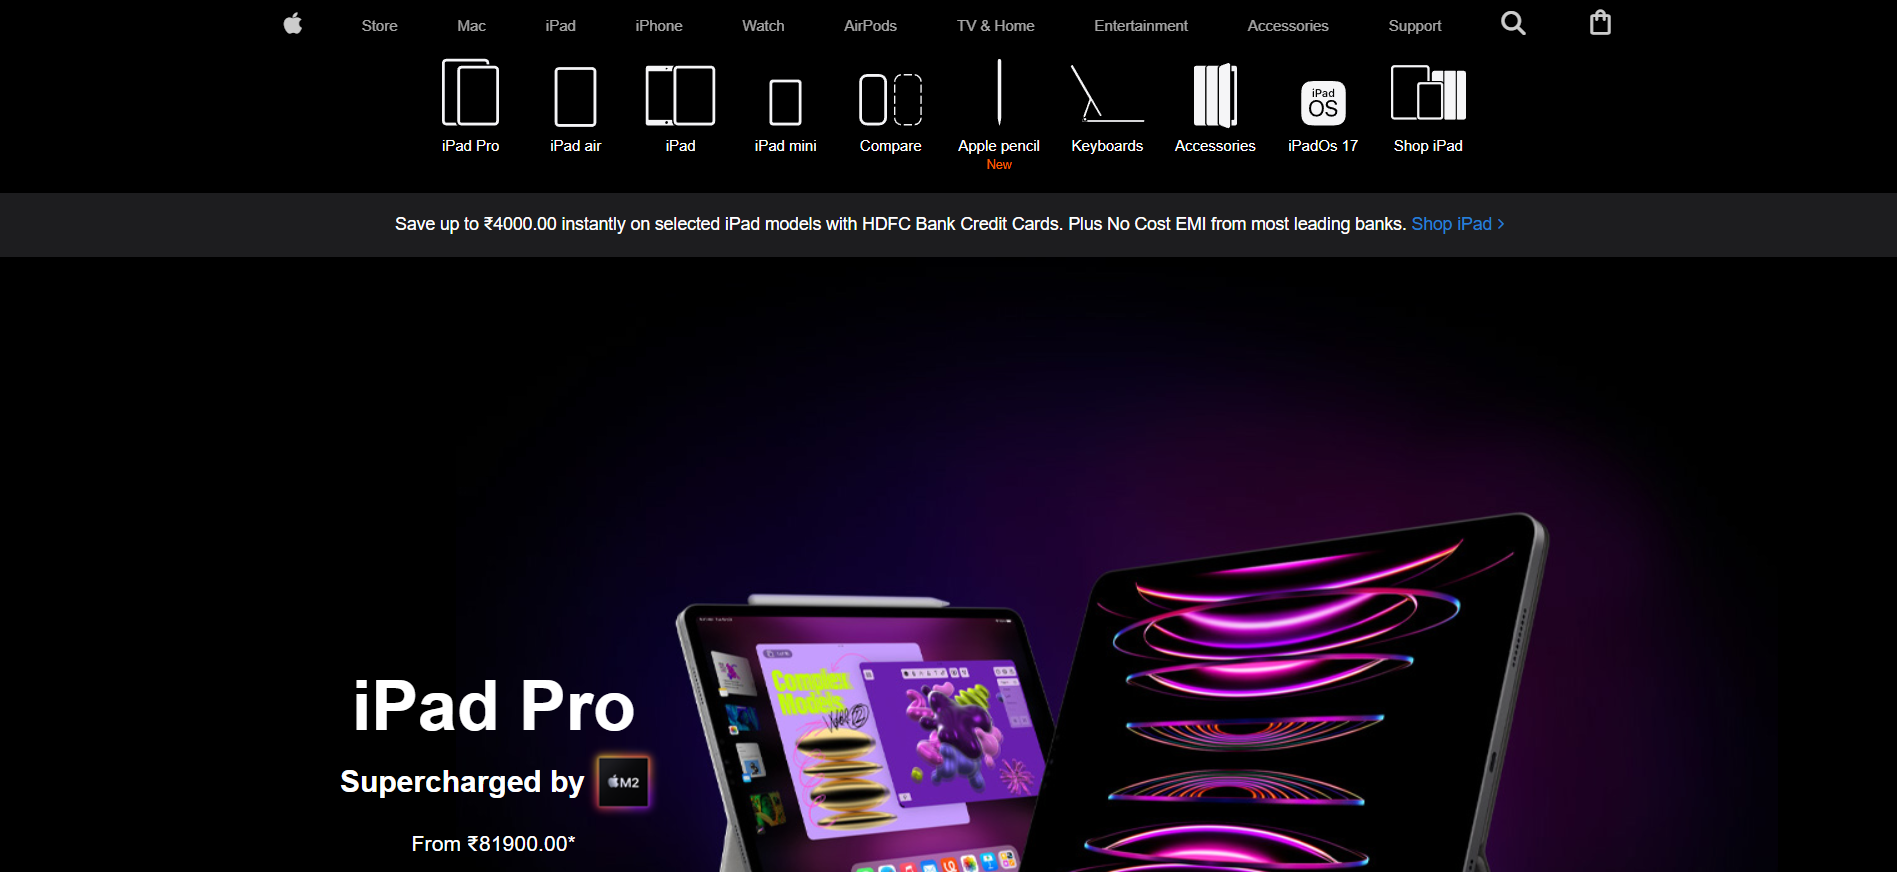 Store Mac iPad iPhone Watch AirPods TV & Home Entertainment Accessories Support
iPad
OS
iPad Pro iPad air iPad iPad mini Compare Apple pencil Keyboards Accessories iPadOs 17 Shop iPad
New
Save up to ₹4000.00 instantly on selected iPad models with HDFC Bank Credit Cards. Plus No Cost EMI from most leading banks. Shop iPad >
Complex
Models
iPad Pro
Supercharged by M2
From ₹81900.00*